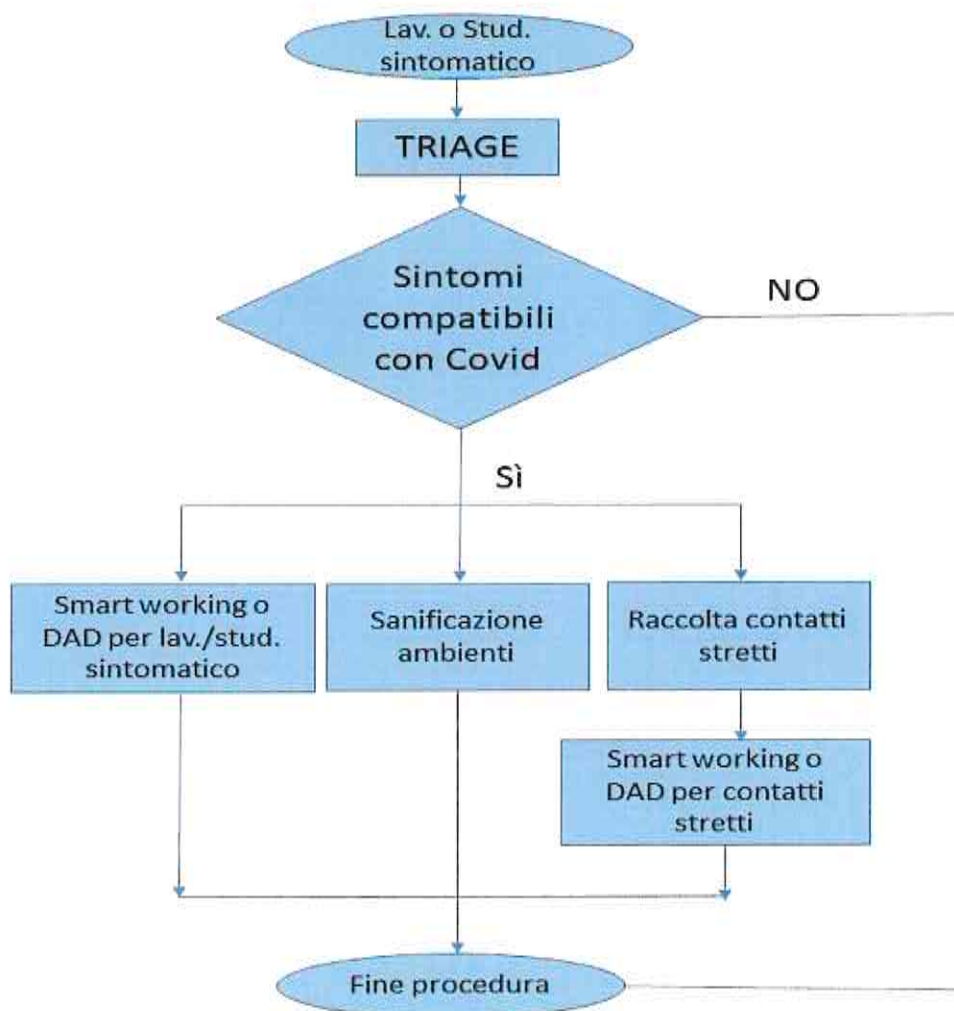 Lav. o Stud.
sintomatico
TRIAGE
Sintomi
compatibili
con Covid
NO
Sì
Smart working o
DAD per lav./stud.
sintomatico
Sanificazione
ambienti
Raccolta contatti
stretti
Smart working o
DAD per contatti
stretti
Fine procedura